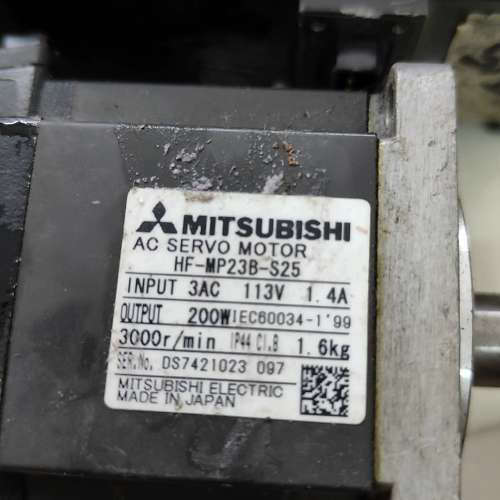 MITSUBISHI
AC SERVO MOTOR
HF-MP23B-S25
INPUT 3AC 113V 1.4A
OUTPUT 200W IEC60034-1'99
3000r/min IP44 Cl.B 1.6kg
SER.No. DS7421023 097
MITSUBISHI ELECTRIC
MADE IN JAPAN